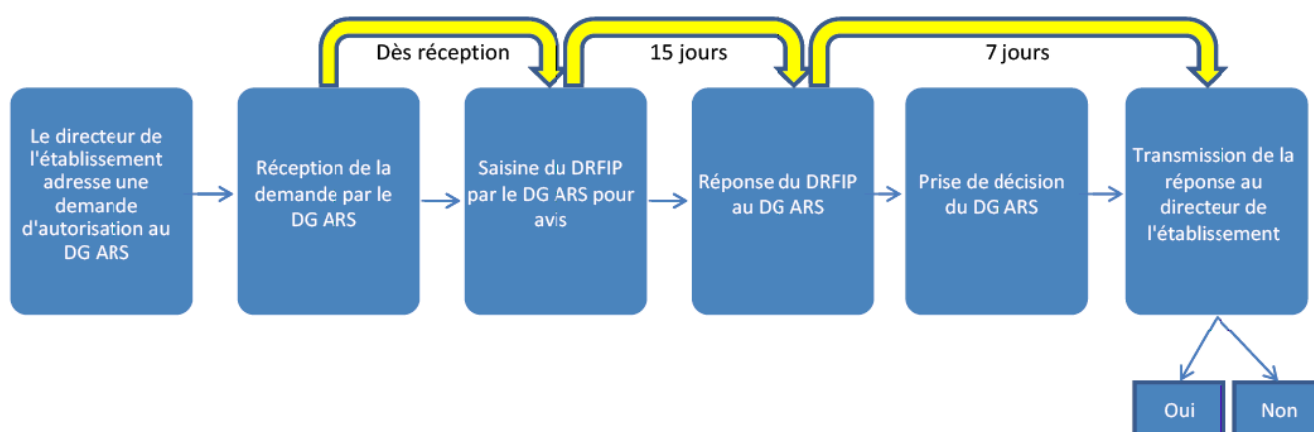 Dès réception
15 jours
7 jours
Le directeur de
l'établissement
adresse une
demande
d'autorisation au
DG ARS
Réception de la
demande par le
DG ARS
Saisine du DRFIP
par le DG ARS pour
avis
Réponse du DRFIP
au DG ARS
Prise de décision
du DG ARS
Transmission de la
réponse au
directeur de
l'établissement
Oui
Non